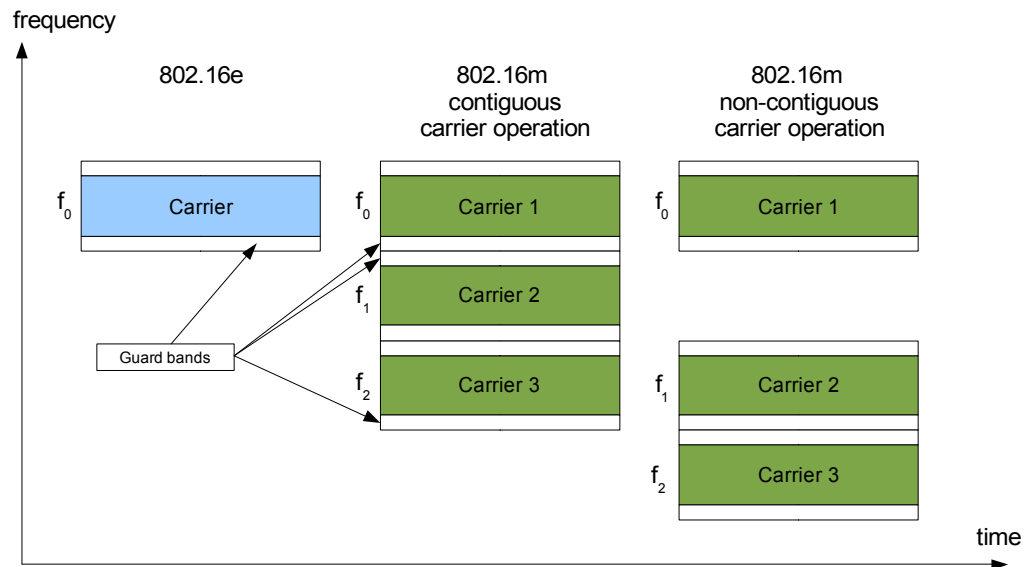 frequency
802.16e
802.16m
contiguous
carrier operation
802.16m
non-contiguous
carrier operation
f0
Carrier
f0
Carrier 1
f0
Carrier 1
f1
Carrier 2
Guard bands
f2
Carrier 3
f1
Carrier 2
f2
Carrier 3
time